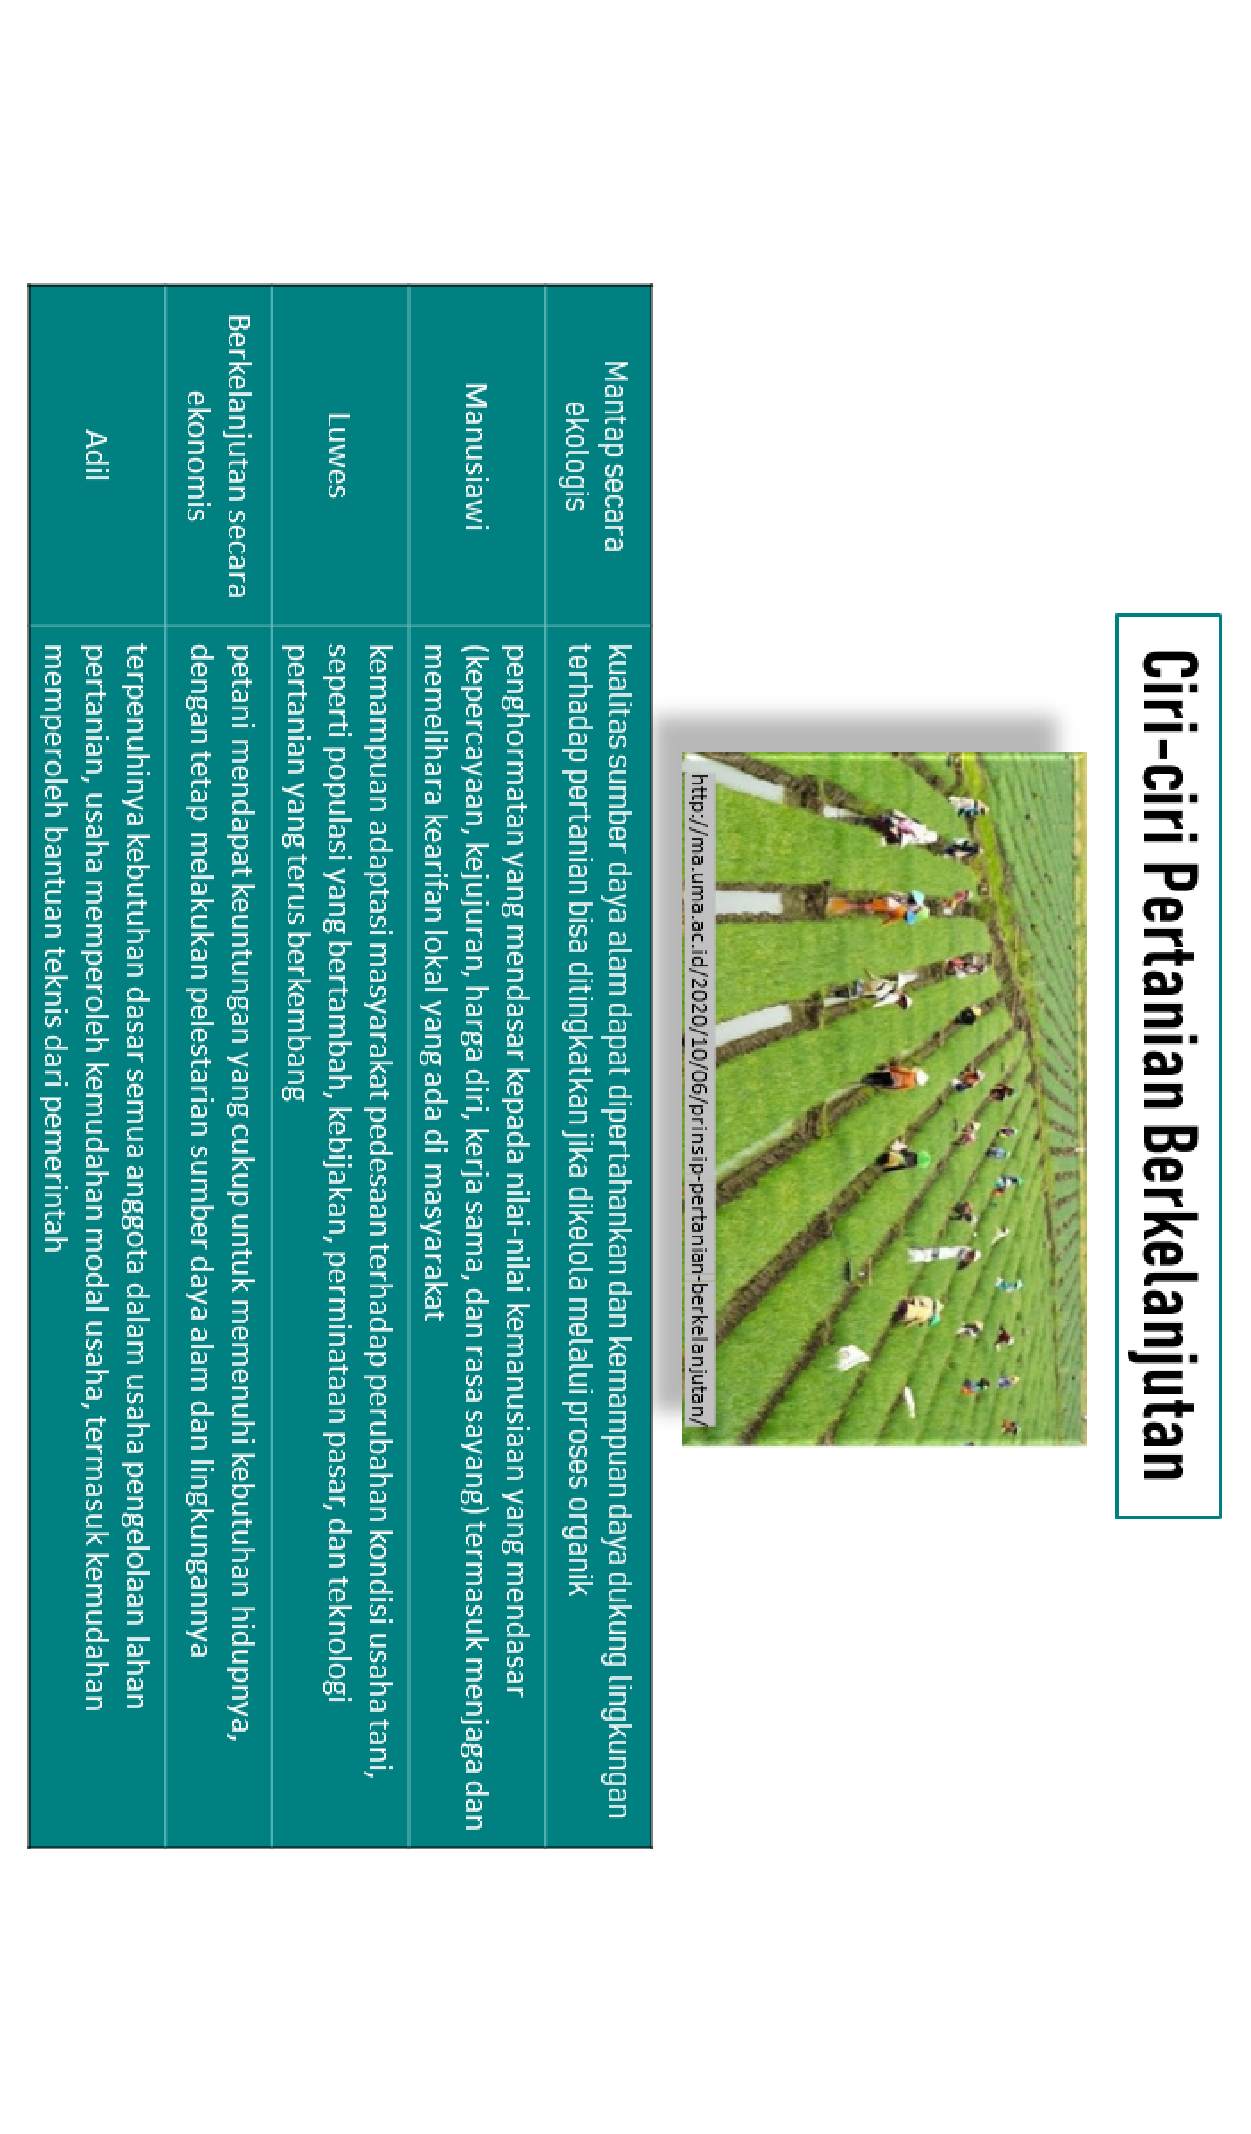 Ciri-ciri Pertanian Berkelanjutan
http://ma.uma.ac.id/2020/10/06/prinsip-pertanian-berkelanjutan/
Mantap secara
ekologis
kualitas sumber daya alam dapat dipertahankan dan kemampuan daya dukung lingkungan
terhadap pertanian bisa ditingkatkan jika dikelola melalui proses organik
Manusiawi
penghormatan yang mendasar kepada nilai-nilai kemanusiaan yang mendasar
(kepercayaan, kejujuran, harga diri, kerja sama, dan rasa sayang) termasuk menjaga dan
memelihara kearifan lokal yang ada di masyarakat
Luwes
kemampuan adaptasi masyarakat pedesaan terhadap perubahan kondisi usaha tani,
seperti populasi yang bertambah, kebijakan, perminataan pasar, dan teknologi
pertanian yang terus berkembang
Berkelanjutan secara
ekonomis
petani mendapat keuntungan yang cukup untuk memenuhi kebutuhan hidupnya,
dengan tetap melakukan pelestarian sumber daya alam dan lingkungannya
Adil
terpenuhinya kebutuhan dasar semua anggota dalam usaha pengelolaan lahan
pertanian, usaha memperoleh kemudahan modal usaha, termasuk kemudahan
memperoleh bantuan teknis dari pemerintah